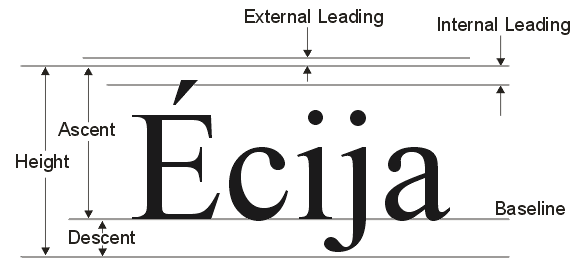 External Leading
Internal Leading
Ascent
Height
Écija
Baseline
Descent